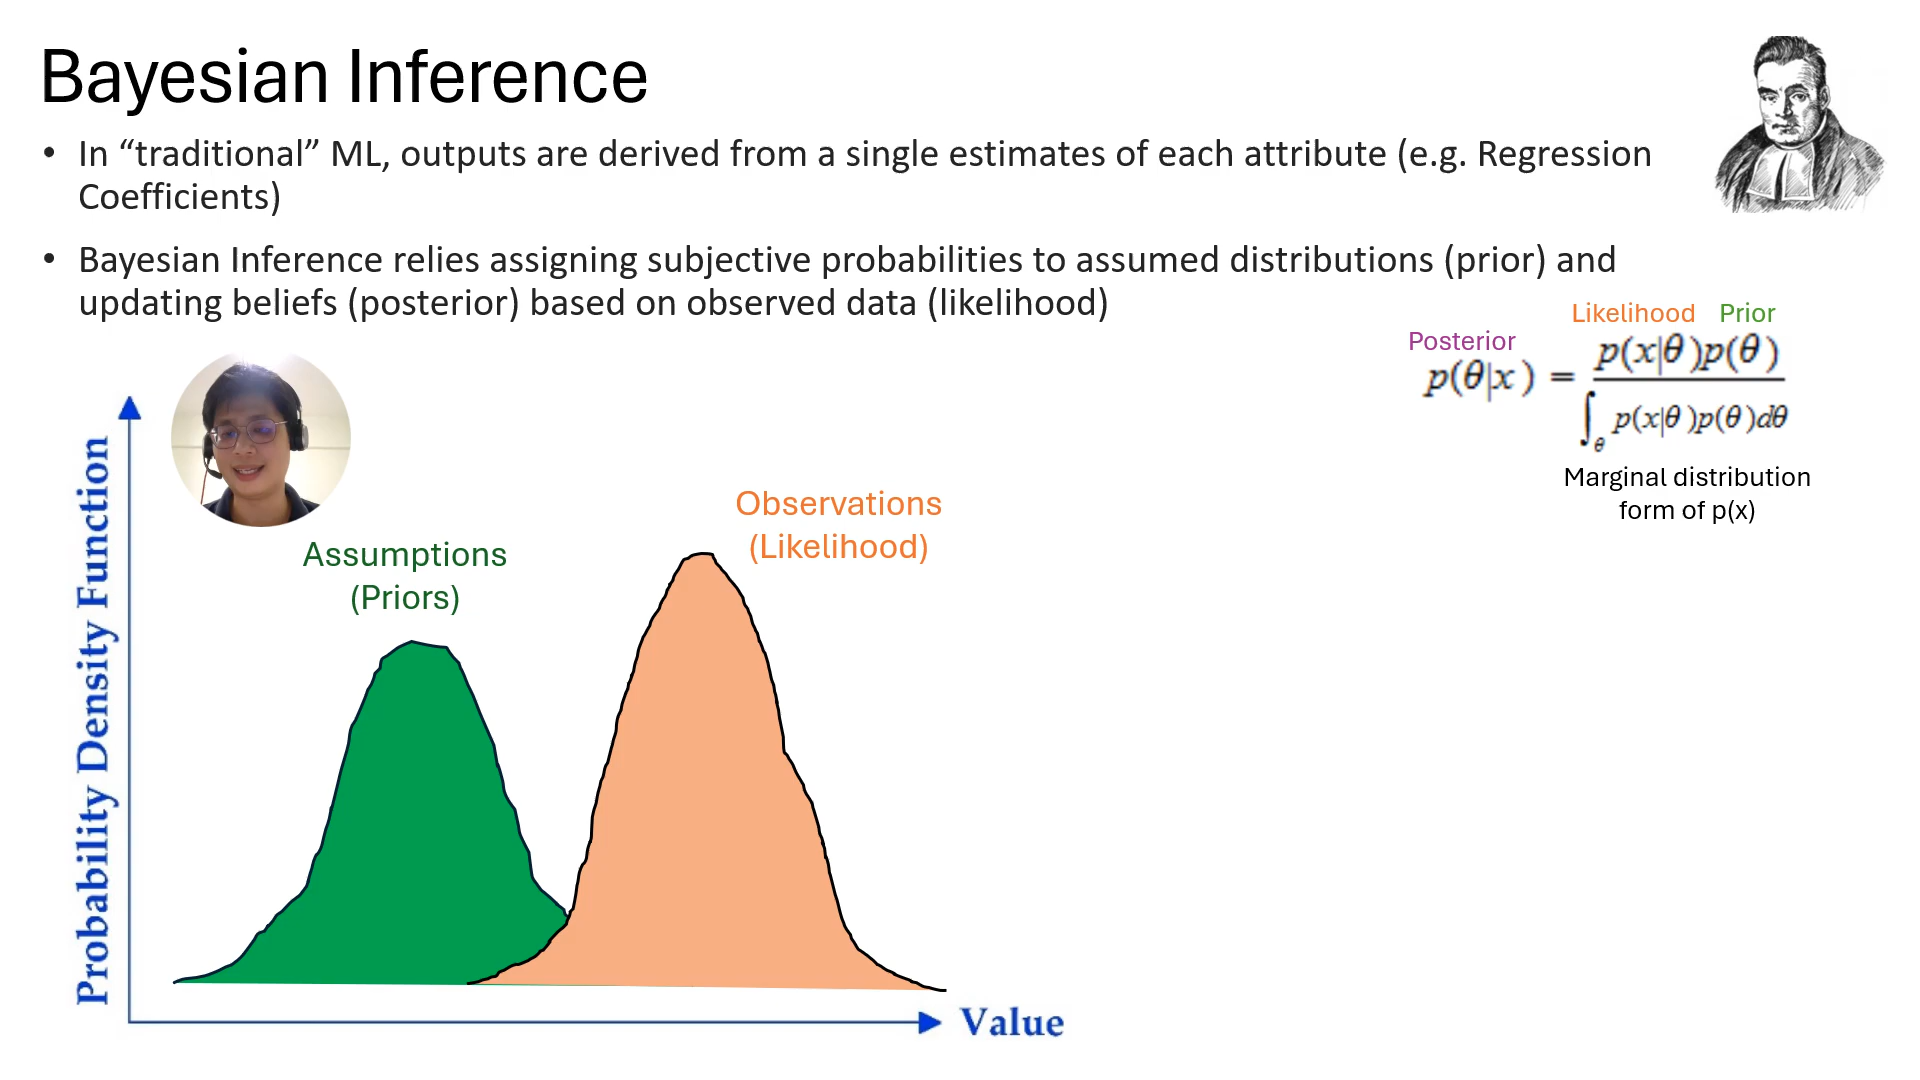 Bayesian Inference
• In “traditional” ML, outputs are derived from a single estimates of each attribute (e.g. Regression
Coefficients)
• Bayesian Inference relies assigning subjective probabilities to assumed distributions (prior) and
updating beliefs (posterior) based on observed data (likelihood)
Likelihood Prior
Posterior
p(θ|x) = p(x|θ)p(θ)
∫θ p(x|θ)p(θ)dθ
Marginal distribution
form of p(x)
Observations
(Likelihood)
Assumptions
(Priors)
Probability Density Function
Value